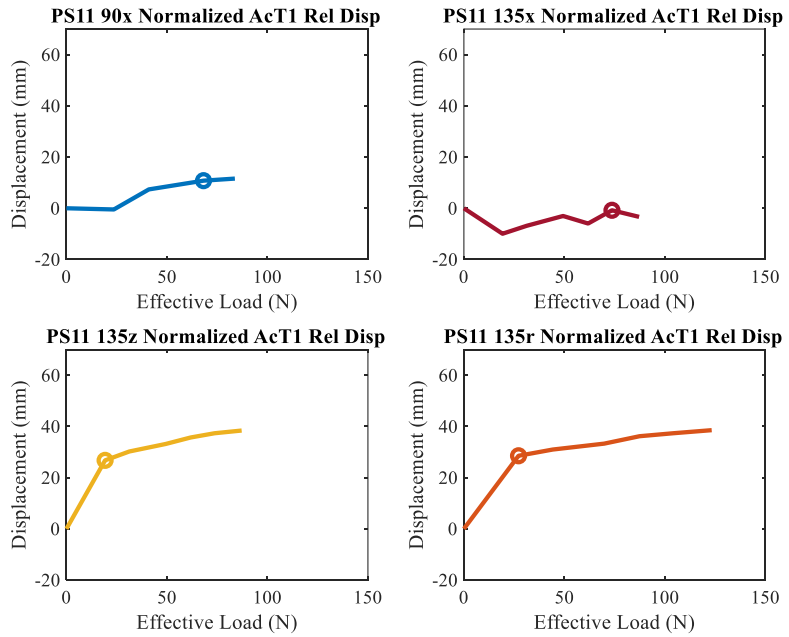 PS11 90x Normalized AcT1 Rel Disp
60
40
20
0
-20
Displacement (mm)
0 50 100 150
Effective Load (N)
PS11 135x Normalized AcT1 Rel Disp
60
40
20
0
-20
Displacement (mm)
0 50 100 150
Effective Load (N)
PS11 135z Normalized AcT1 Rel Disp
60
40
20
0
-20
Displacement (mm)
0 50 100 150
Effective Load (N)
PS11 135r Normalized AcT1 Rel Disp
60
40
20
0
-20
Displacement (mm)
0 50 100 150
Effective Load (N)